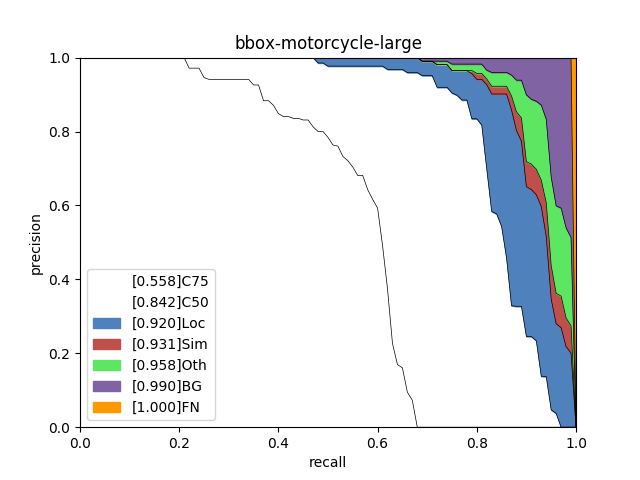 bbox-motorcycle-large
1.0
0.8
0.6
0.4
0.2
0.0
precision
[0.558]C75
[0.842]C50
[0.920]Loc
[0.931]Sim
[0.958]Oth
[0.990]BG
[1.000]FN
0.0 0.2 0.4 0.6 0.8 1.0
recall